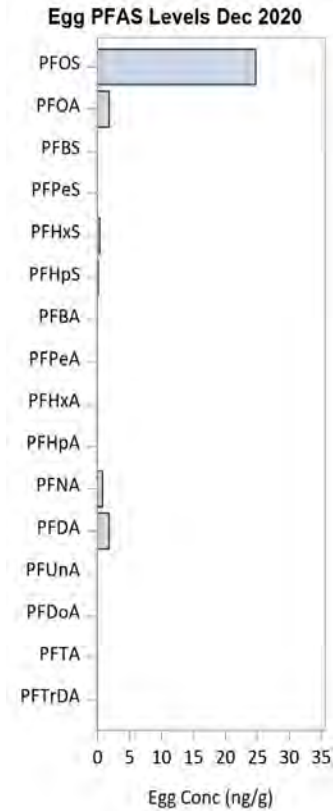 Egg PFAS Levels Dec 2020
PFOS
PFOA
PFBS
PFPeS
PFHxS
PFHpS
PFBA
PFPeA
PFHxA
PFHpA
PFNA
PFDA
PFUnA
PFDoA
PFTA
PFTrDA
0 5 10 15 20 25 30 35
Egg Conc (ng/g)